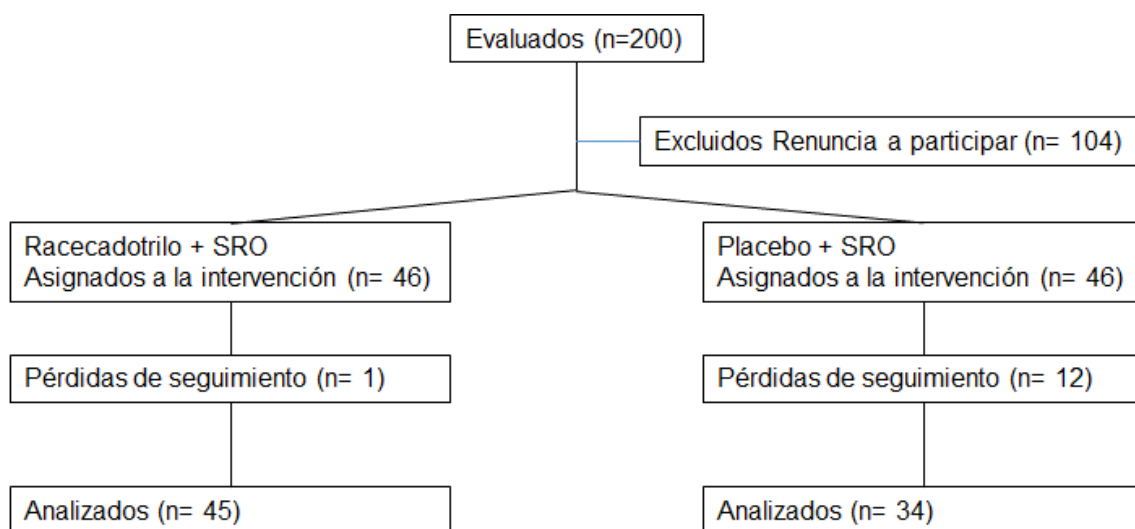 Evaluados (n=200)
Excluidos Renuncia a participar (n= 104)
Racecadotrilo + SRO
Asignados a la intervención (n= 46)
Placebo + SRO
Asignados a la intervención (n= 46)
Pérdidas de seguimiento (n= 1)
Pérdidas de seguimiento (n= 12)
Analizados (n= 45)
Analizados (n= 34)